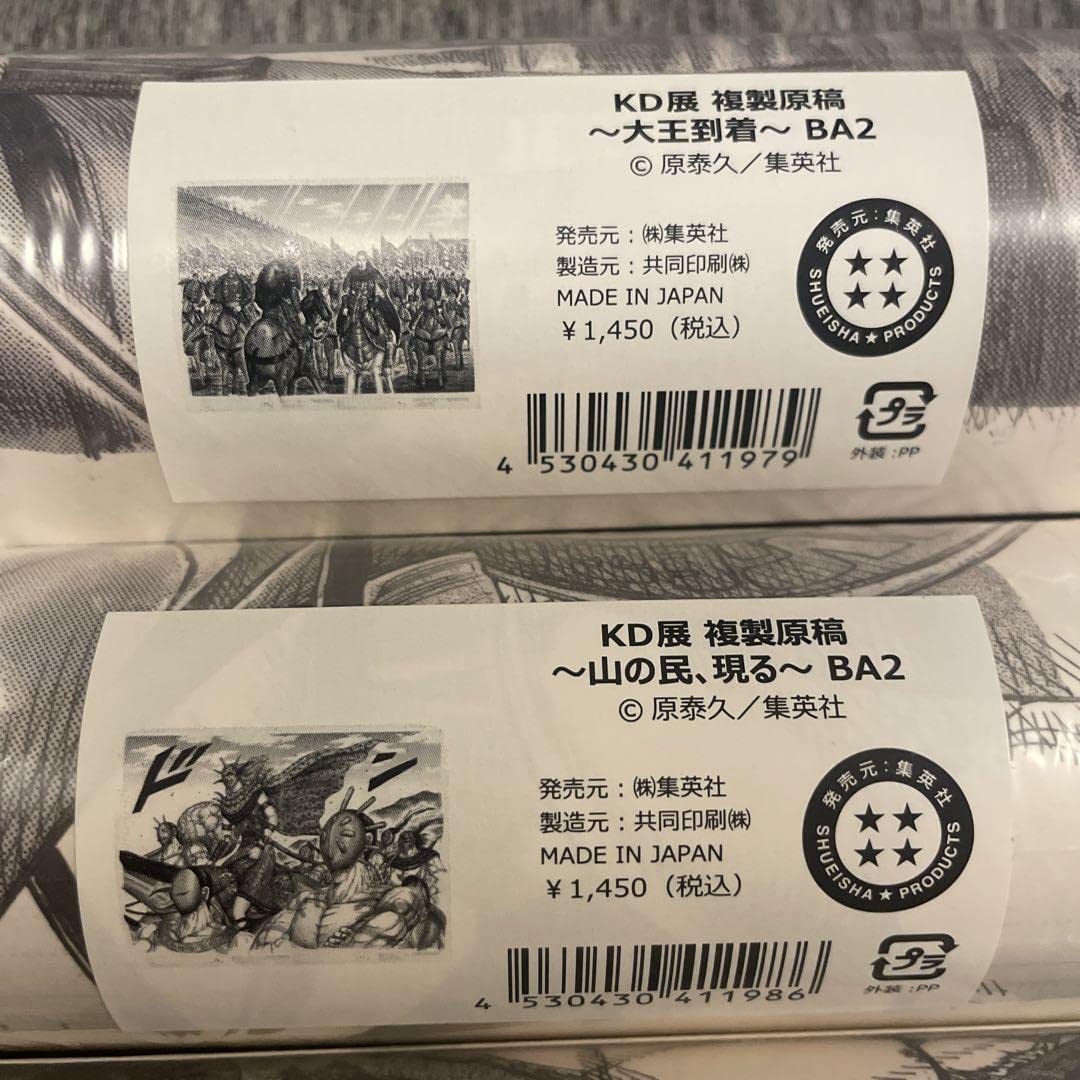 KD展 複製原稿
～大王到着～ BA2
© 原泰久／集英社
発売元：㈱集英社
製造元：共同印刷㈱
MADE IN JAPAN
￥1,450（税込）
発売元：集英社
SHUEISHA★PRODUCTS
4 530430 411979
プラ
外装：PP
KD展 複製原稿
～山の民、現る～ BA2
© 原泰久／集英社
ドン
発売元：㈱集英社
製造元：共同印刷㈱
MADE IN JAPAN
￥1,450（税込）
発売元：集英社
SHUEISHA★PRODUCTS
4 530430 411986
プラ
外装：PP